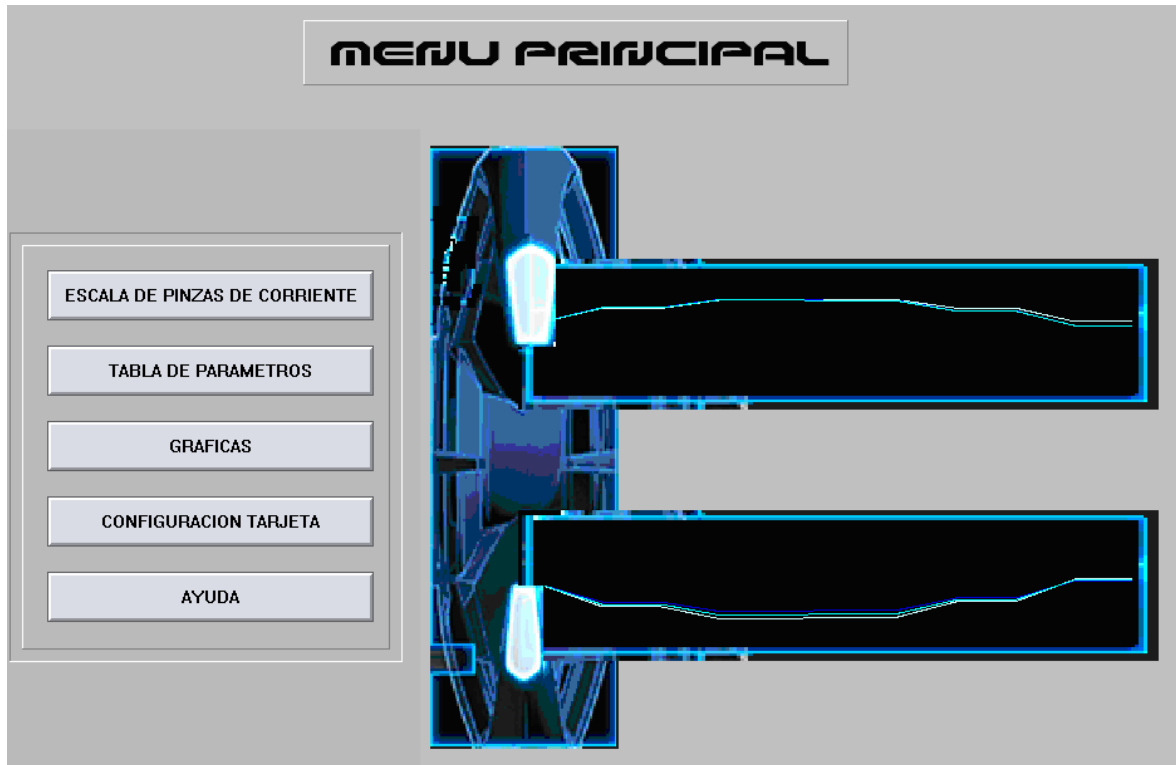 MENU PRINCIPAL
ESCALA DE PINZAS DE CORRIENTE
TABLA DE PARAMETROS
GRAFICAS
CONFIGURACION TARJETA
AYUDA